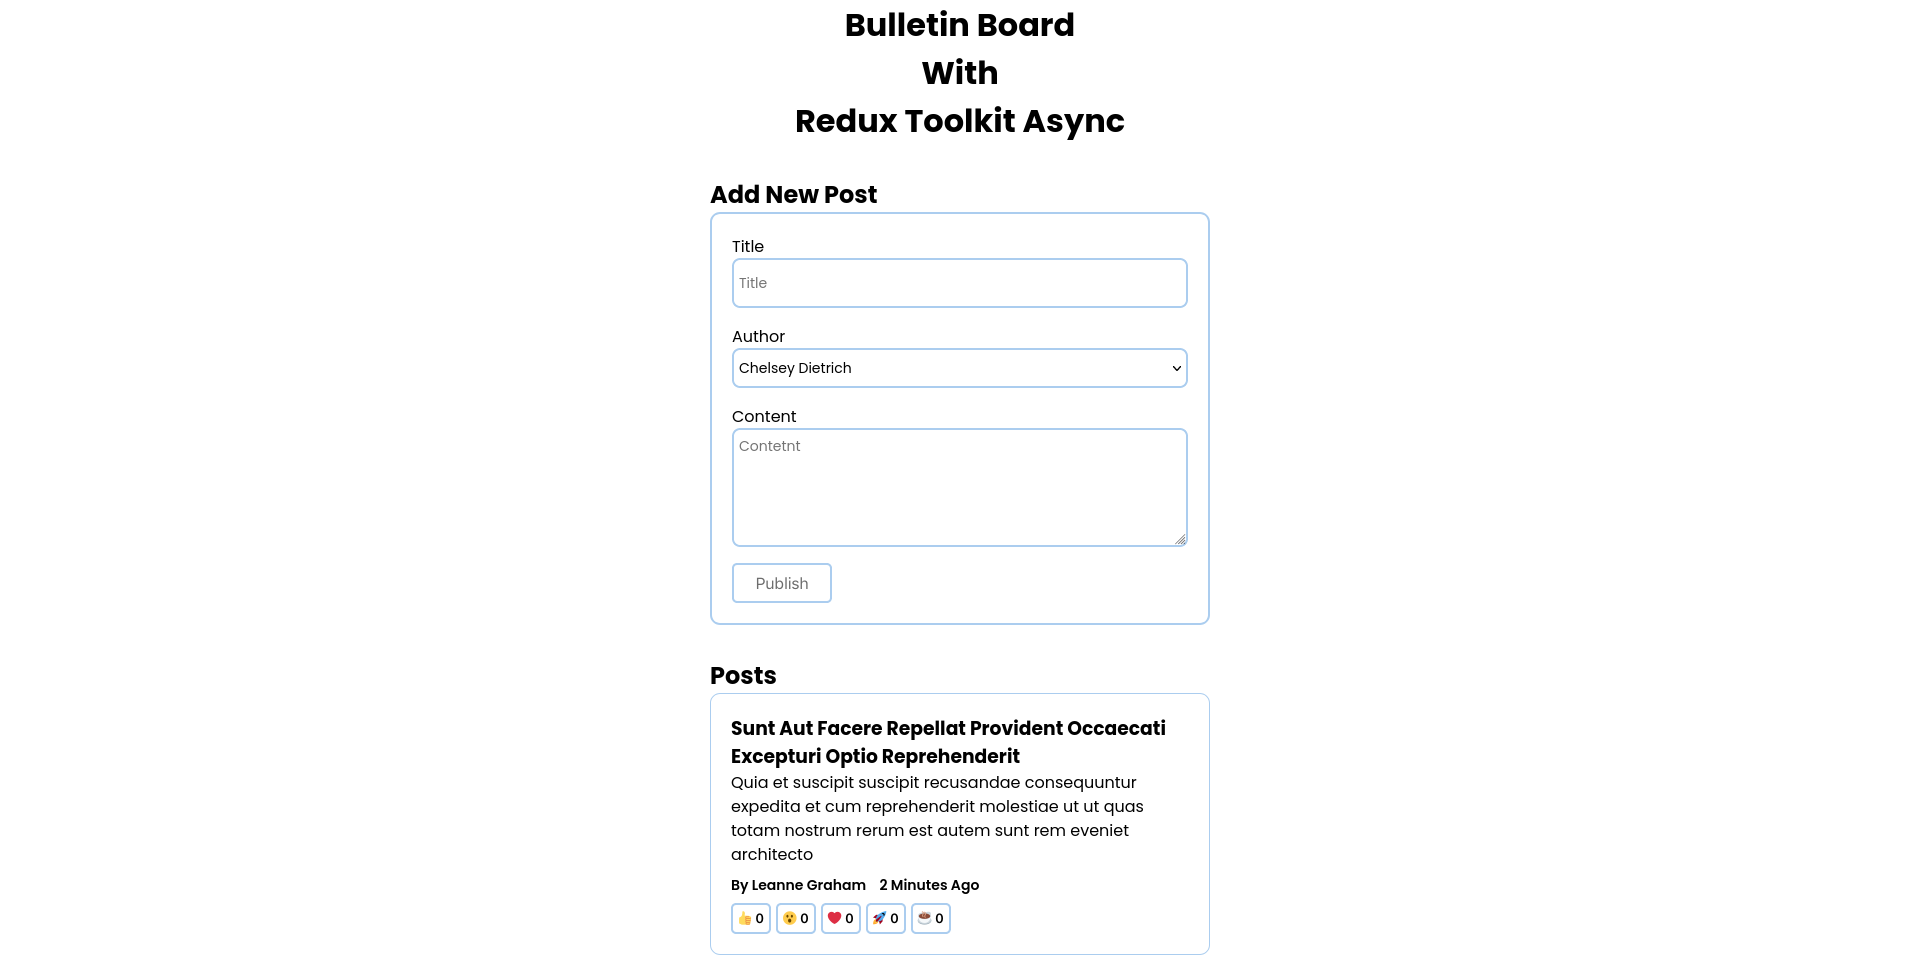 Bulletin Board
With
Redux Toolkit Async
Add New Post
Title
Title
Author
Chelsey Dietrich
Content
Contetnt
Publish
Posts
Sunt Aut Facere Repellat Provident Occaecati
Excepturi Optio Reprehenderit
Quia et suscipit suscipit recusandae consequuntur
expedita et cum reprehenderit molestiae ut ut quas
totam nostrum rerum est autem sunt rem eveniet
architecto
By Leanne Graham 2 Minutes Ago
👍 0 😮 0 ❤️ 0 🚀 0 ☕ 0